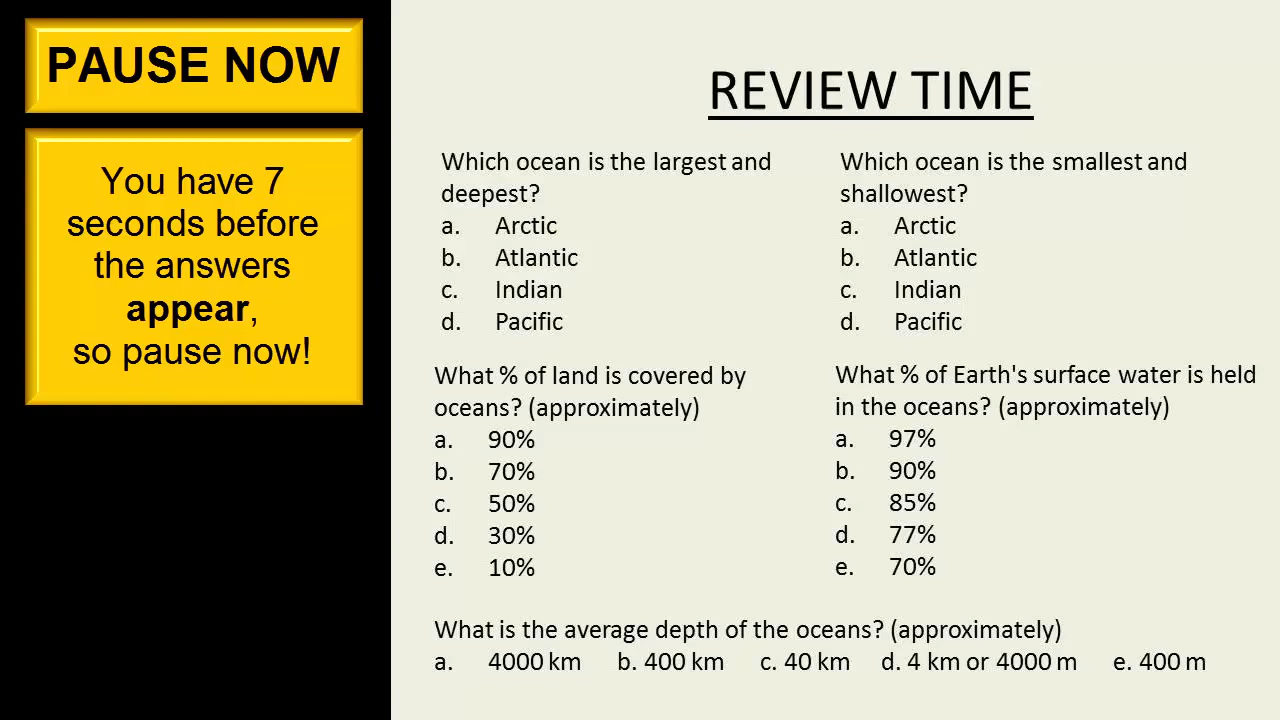 PAUSE NOW
You have 7
seconds before
the answers
appear,
so pause now!
REVIEW TIME
Which ocean is the largest and
deepest?
a. Arctic
b. Atlantic
c. Indian
d. Pacific
Which ocean is the smallest and
shallowest?
a. Arctic
b. Atlantic
c. Indian
d. Pacific
What % of land is covered by
oceans? (approximately)
a. 90%
b. 70%
c. 50%
d. 30%
e. 10%
What % of Earth's surface water is held
in the oceans? (approximately)
a. 97%
b. 90%
c. 85%
d. 77%
e. 70%
What is the average depth of the oceans? (approximately)
a. 4000 km b. 400 km c. 40 km d. 4 km or 4000 m e. 400 m